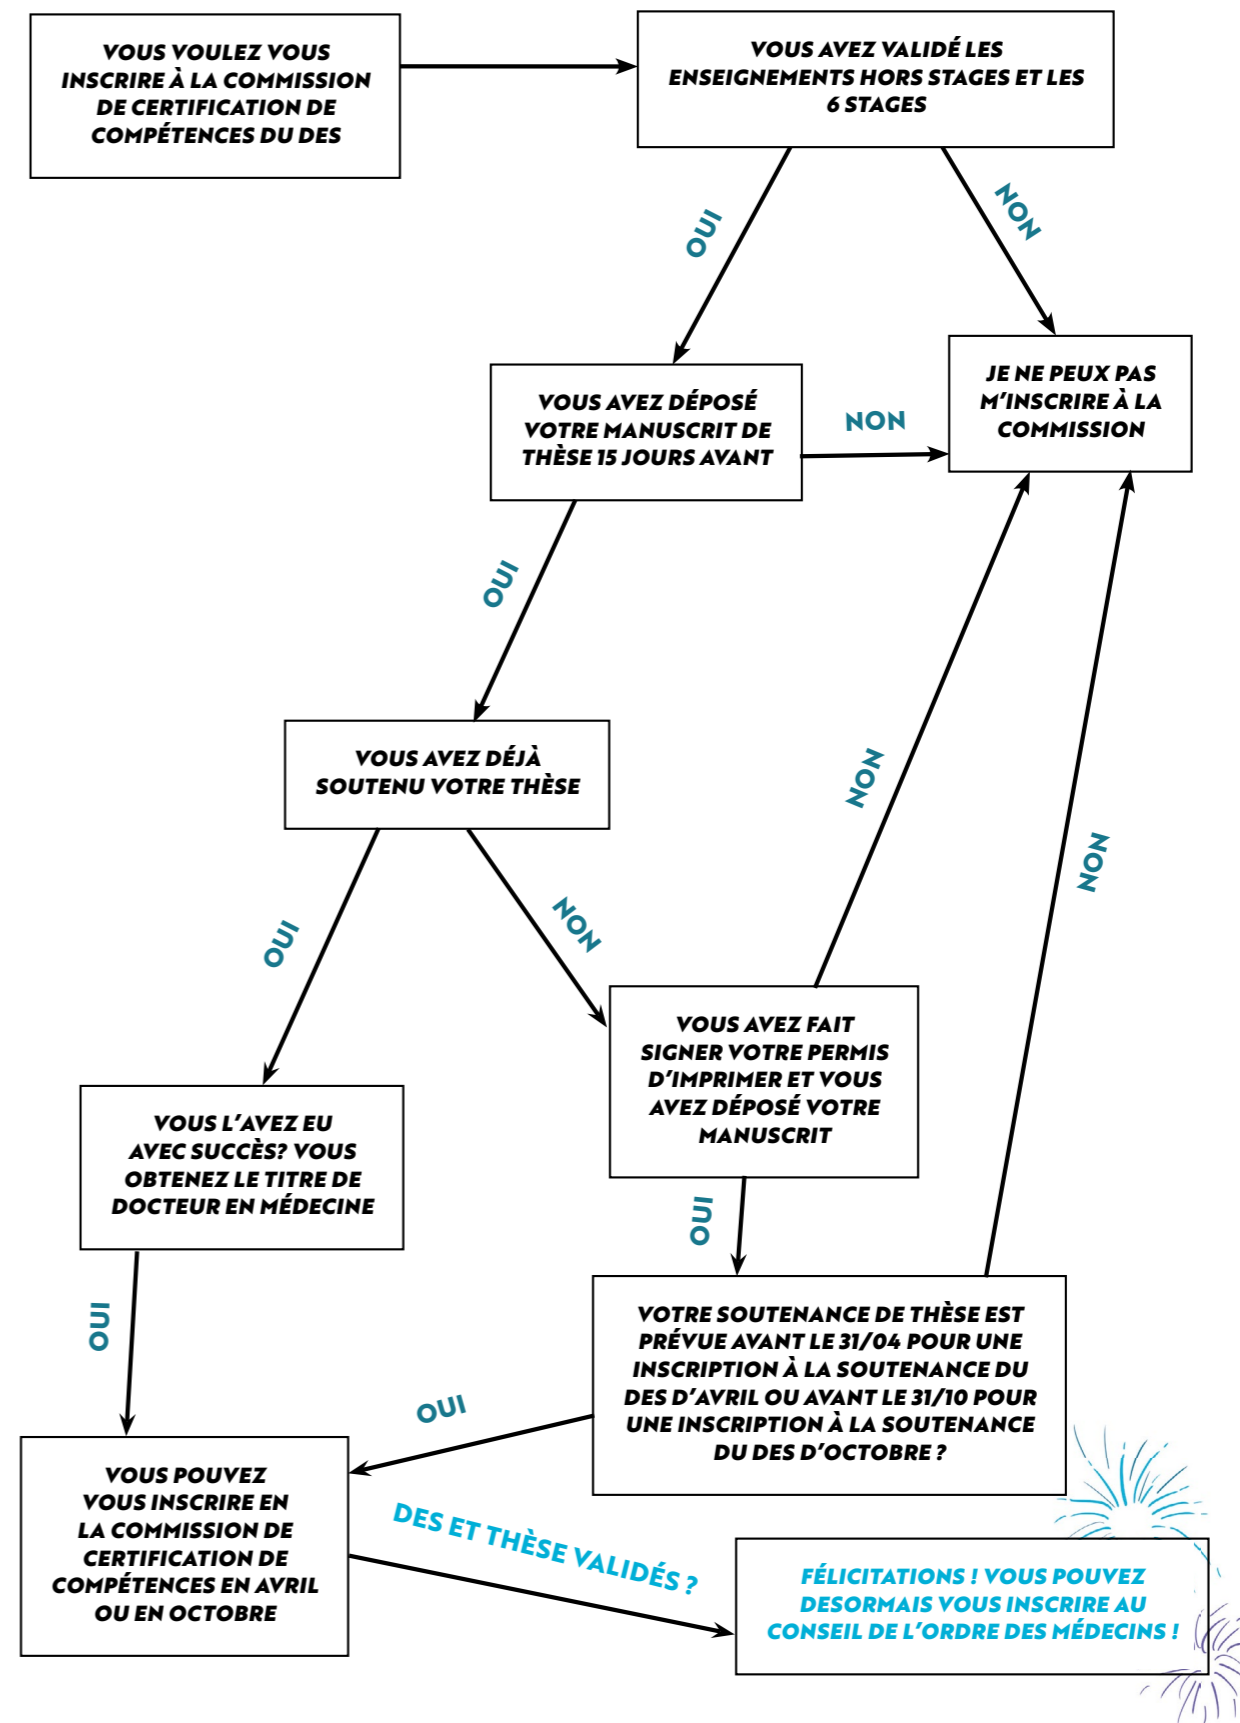 VOUS VOULEZ VOUS
INSCRIRE À LA COMMISSION
DE CERTIFICATION DE
COMPÉTENCES DU DES
VOUS AVEZ VALIDÉ LES
ENSEIGNEMENTS HORS STAGES ET LES
6 STAGES
OUI
NON
VOUS AVEZ DÉPOSÉ
VOTRE MANUSCRIT DE
THÈSE 15 JOURS AVANT
NON
JE NE PEUX PAS
M'INSCRIRE À LA
COMMISSION
OUI
VOUS AVEZ DÉJÀ
SOUTENU VOTRE THÈSE
NON
NON
OUI
NON
VOUS AVEZ FAIT
SIGNER VOTRE PERMIS
D'IMPRIMER ET VOUS
AVEZ DÉPOSÉ VOTRE
MANUSCRIT
VOUS L'AVEZ EU
AVEC SUCCÈS? VOUS
OBTENEZ LE TITRE DE
DOCTEUR EN MÉDECINE
OUI
OUI
VOTRE SOUTENANCE DE THÈSE EST
PRÉVUE AVANT LE 31/04 POUR UNE
INSCRIPTION À LA SOUTENANCE DU
DES D'AVRIL OU AVANT LE 31/10 POUR
UNE INSCRIPTION À LA SOUTENANCE
DU DES D'OCTOBRE ?
OUI
VOUS POUVEZ
VOUS INSCRIRE EN
LA COMMISSION DE
CERTIFICATION DE
COMPÉTENCES EN AVRIL
OU EN OCTOBRE
DES ET THÈSE VALIDÉS ?
FÉLICITATIONS ! VOUS POUVEZ
DESORMAIS VOUS INSCRIRE AU
CONSEIL DE L'ORDRE DES MÉDECINS !